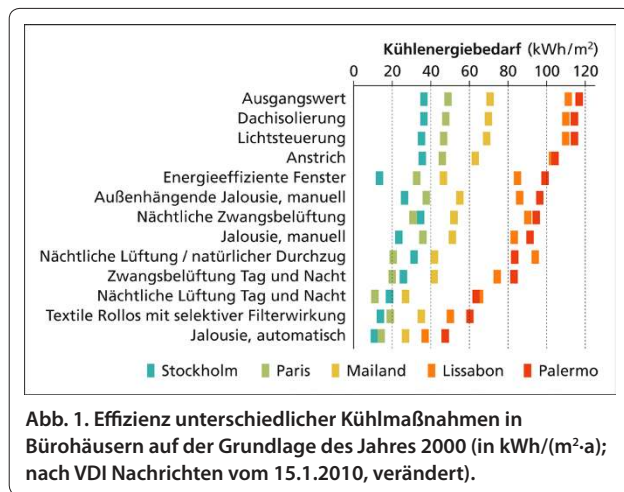 Kühlenergiebedarf (kWh/m²)
0 20 40 60 80 100 120
Ausgangswert
Dachisolierung
Lichtsteuerung
Anstrich
Energieeffiziente Fenster
Außenhängende Jalousie, manuell
Nächtliche Zwangsbelüftung
Jalousie, manuell
Nächtliche Lüftung / natürlicher Durchzug
Zwangsbelüftung Tag und Nacht
Nächtliche Lüftung Tag und Nacht
Textile Rollos mit selektiver Filterwirkung
Jalousie, automatisch
Stockholm Paris Mailand Lissabon Palermo
Abb. 1. Effizienz unterschiedlicher Kühlmaßnahmen in
Bürohäusern auf der Grundlage des Jahres 2000 (in kWh/(m²·a);
nach VDI Nachrichten vom 15.1.2010, verändert).